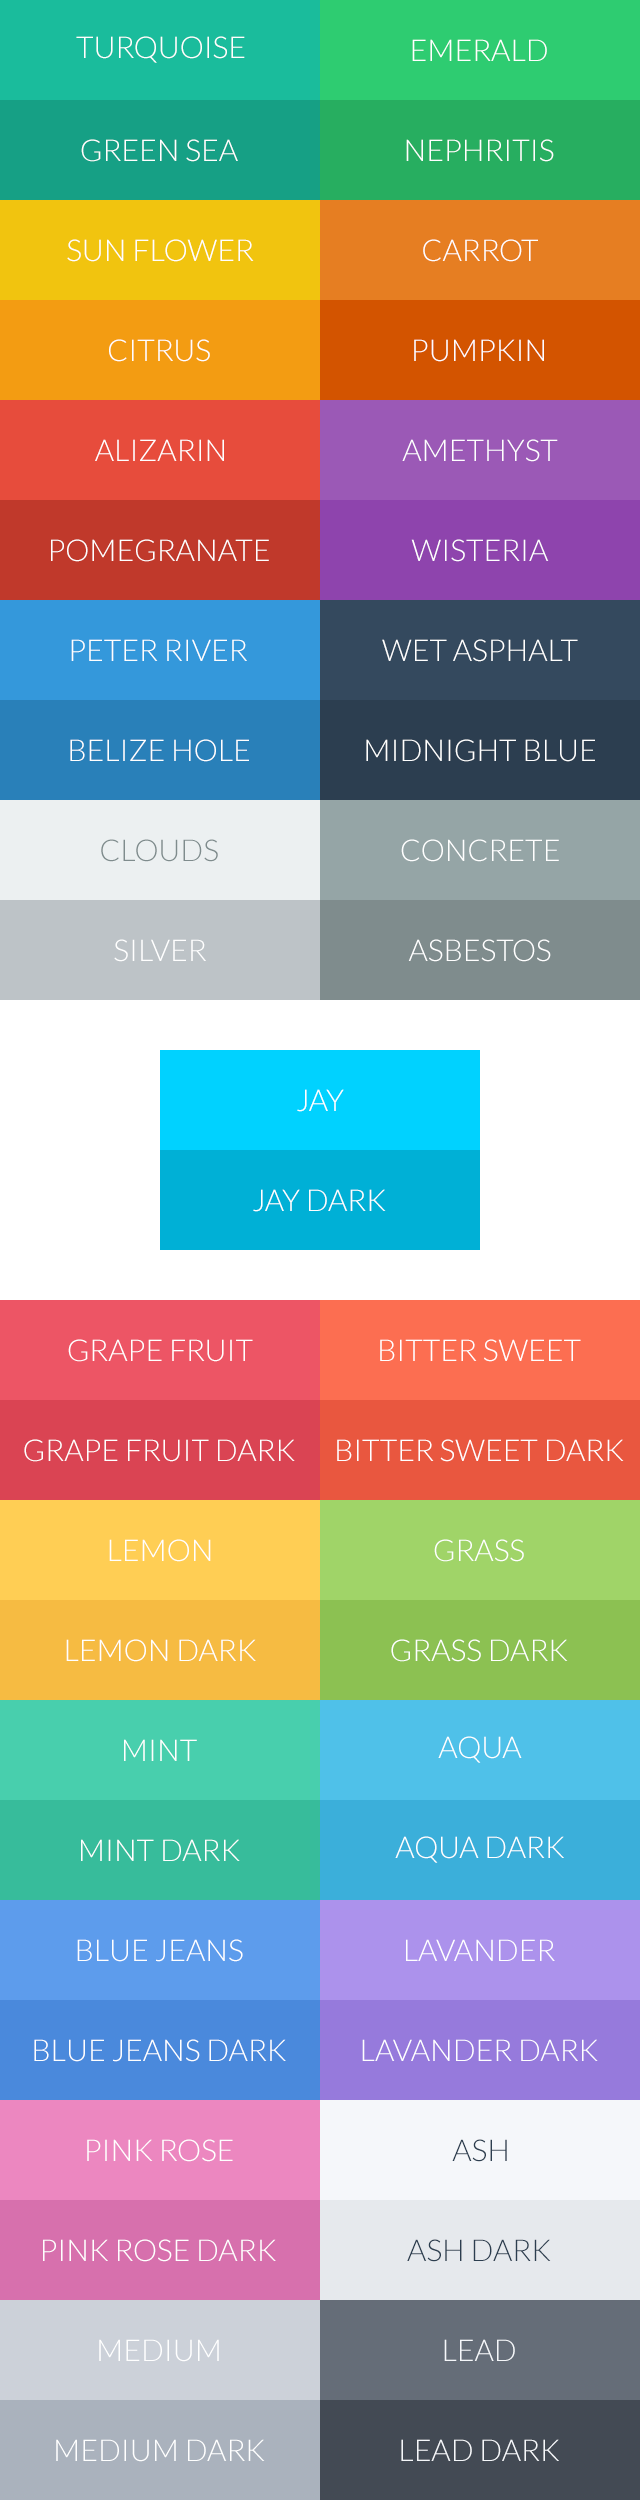 TURQUOISE
EMERALD
GREEN SEA
NEPHRITIS
SUN FLOWER
CARROT
CITRUS
PUMPKIN
ALIZARIN
AMETHYST
POMEGRANATE
WISTERIA
PETER RIVER
WET ASPHALT
BELIZE HOLE
MIDNIGHT BLUE
CLOUDS
CONCRETE
SILVER
ASBESTOS
JAY
JAY DARK
GRAPE FRUIT
BITTER SWEET
GRAPE FRUIT DARK
BITTER SWEET DARK
LEMON
GRASS
LEMON DARK
GRASS DARK
MINT
AQUA
MINT DARK
AQUA DARK
BLUE JEANS
LAVANDER
BLUE JEANS DARK
LAVANDER DARK
PINK ROSE
ASH
PINK ROSE DARK
ASH DARK
MEDIUM
LEAD
MEDIUM DARK
LEAD DARK